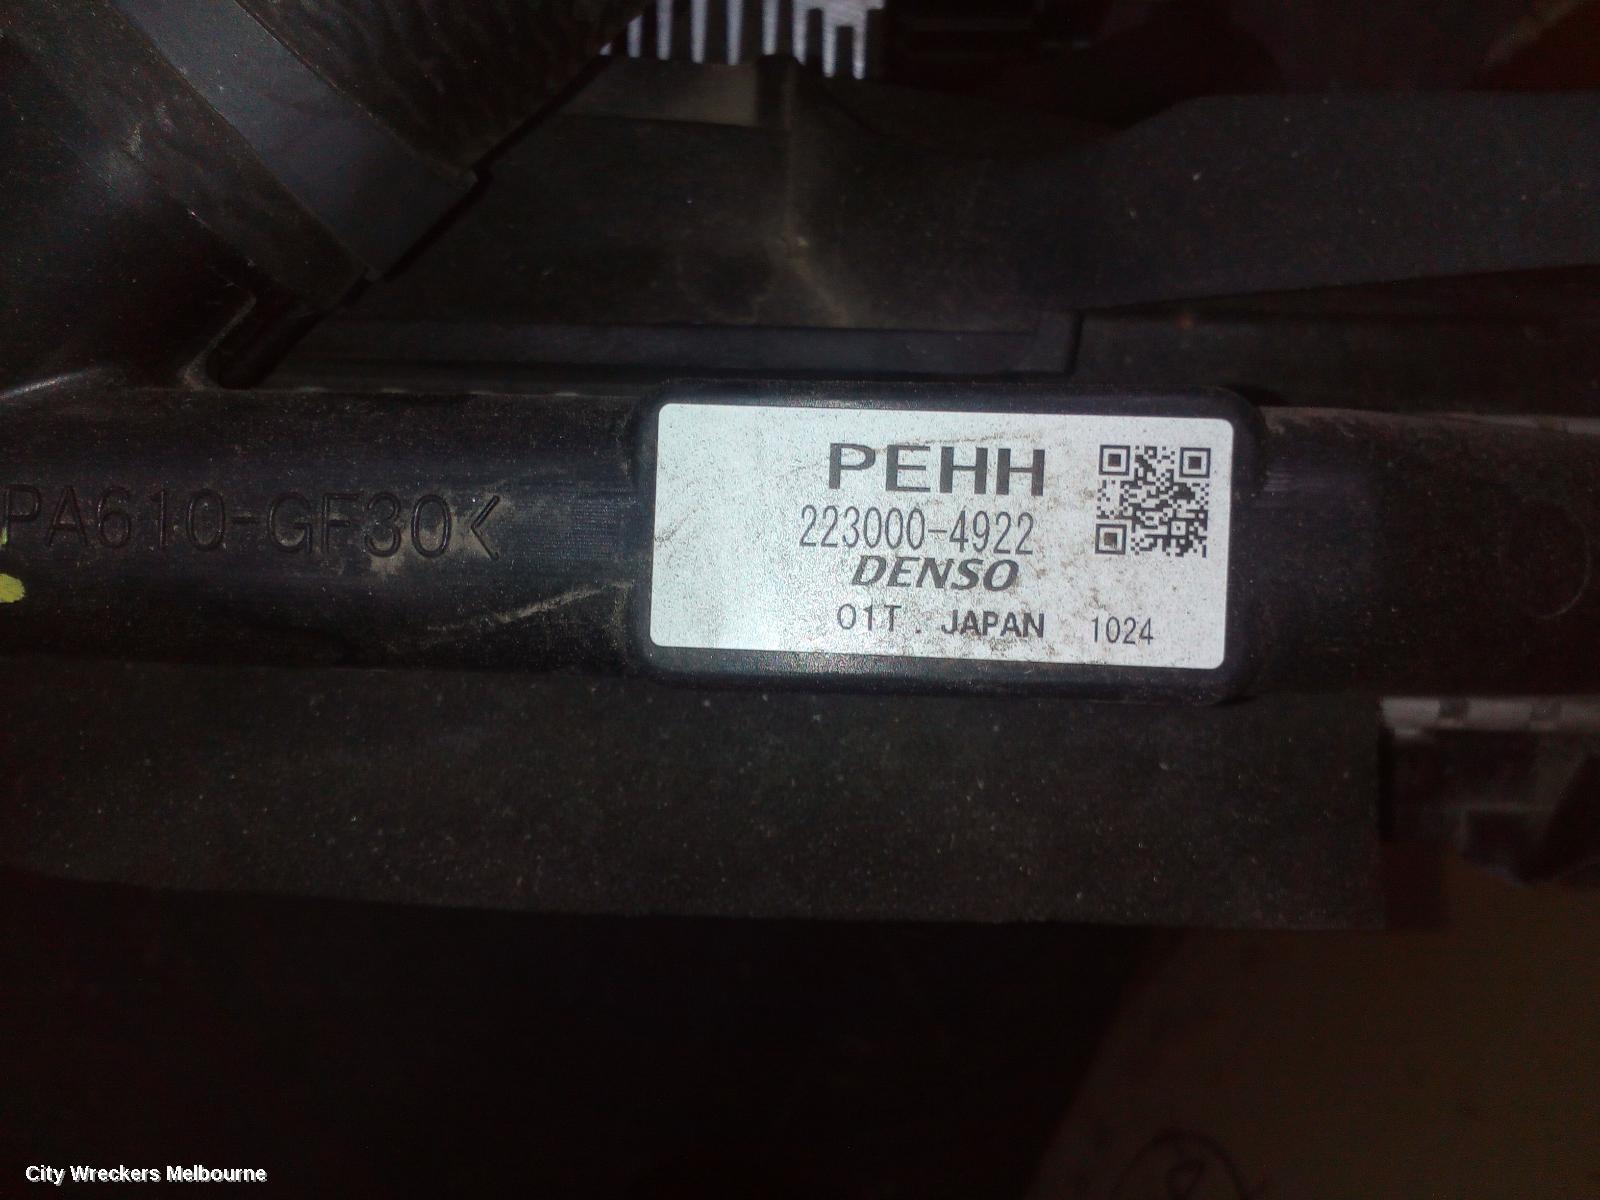 PEHH
223000-4922
DENSO
01T . JAPAN 1024
PA610-GF30<
City Wreckers Melbourne